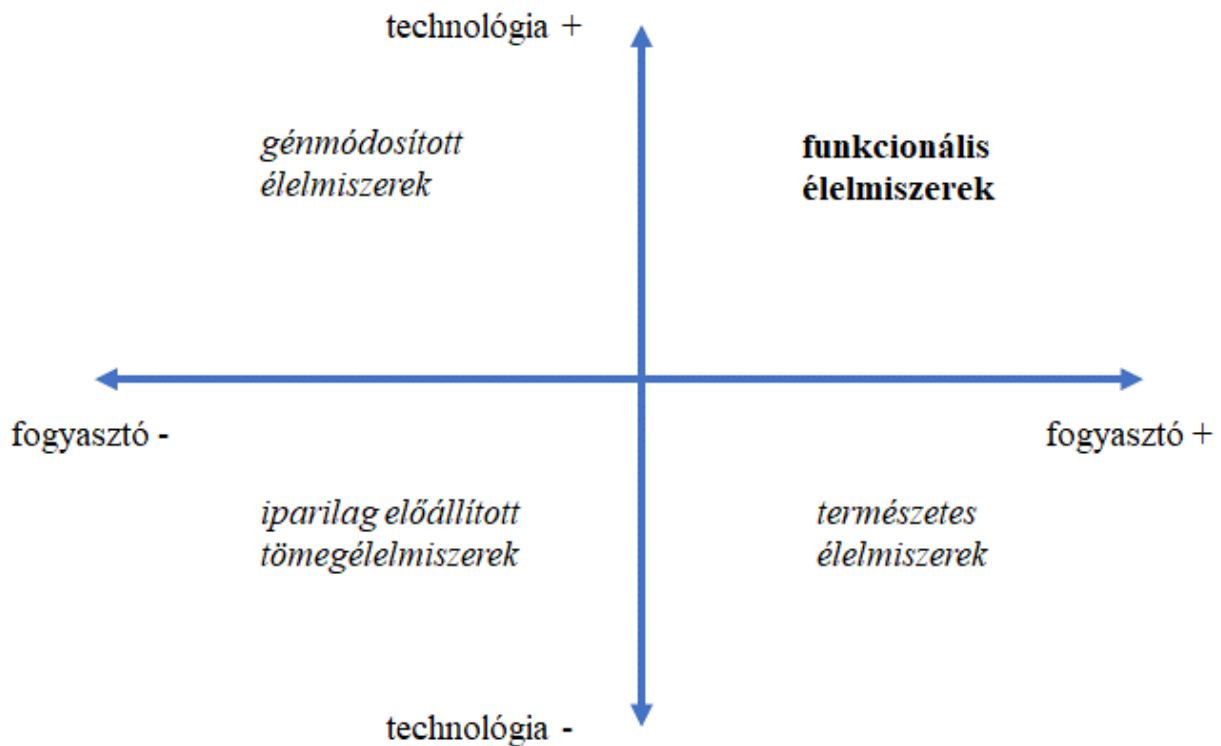 technológia +
génmódosított
élelmiszerek
funkcionális
élelmiszerek
fogyasztó -
fogyasztó +
iparilag előállított
tömegélelmiszerek
természetes
élelmiszerek
technológia -